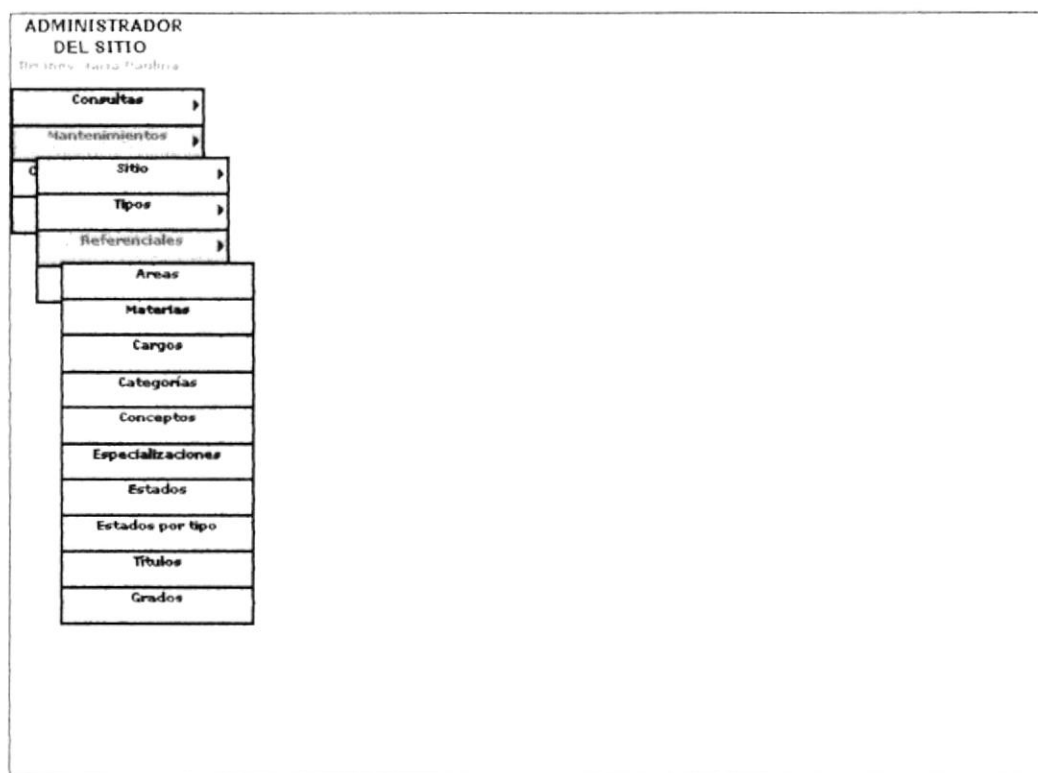 ADMINISTRADOR
DEL SITIO
Consultas
Mantenimientos
Sitio
Tipos
Referenciales
Areas
Materias
Cargos
Categorías
Conceptos
Especializaciones
Estados
Estados por tipo
Títulos
Grados